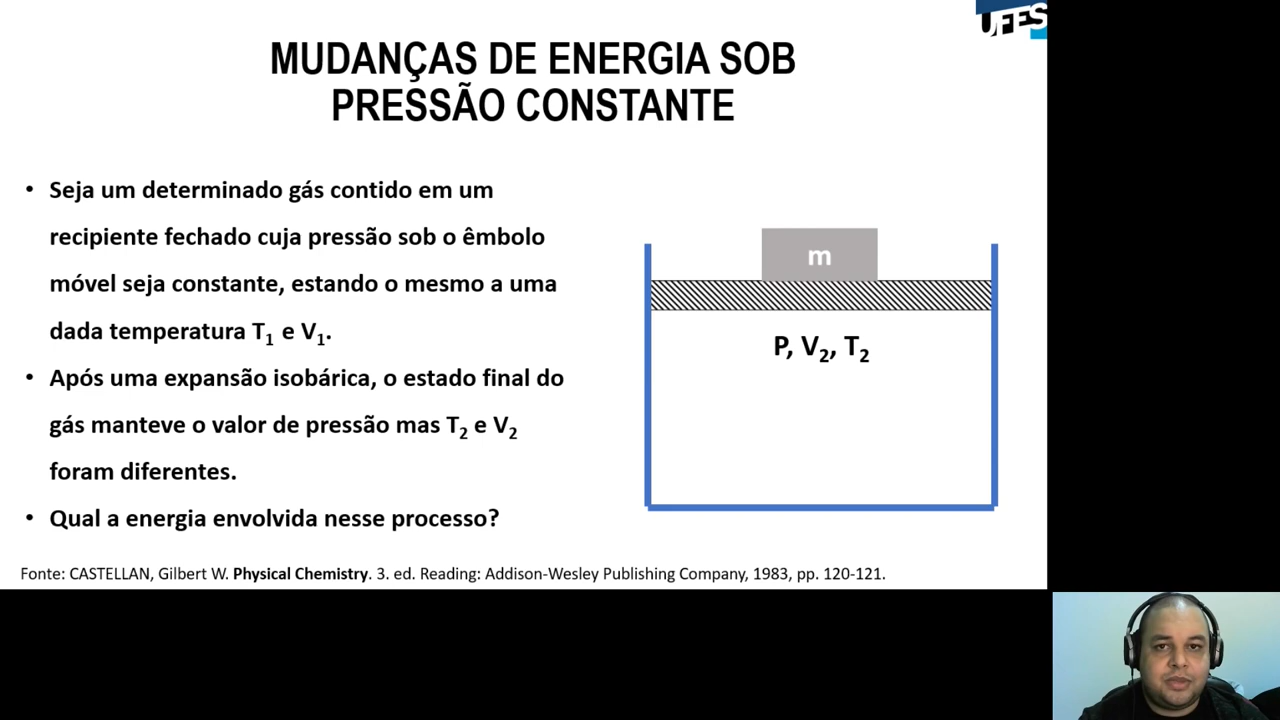 UFES
MUDANÇAS DE ENERGIA SOB
PRESSÃO CONSTANTE
• Seja um determinado gás contido em um
recipiente fechado cuja pressão sob o êmbolo
móvel seja constante, estando o mesmo a uma
dada temperatura T₁ e V₁.
• Após uma expansão isobárica, o estado final do
gás manteve o valor de pressão mas T₂ e V₂
foram diferentes.
• Qual a energia envolvida nesse processo?
m
P, V₂, T₂
Fonte: CASTELLAN, Gilbert W. Physical Chemistry. 3. ed. Reading: Addison-Wesley Publishing Company, 1983, pp. 120-121.